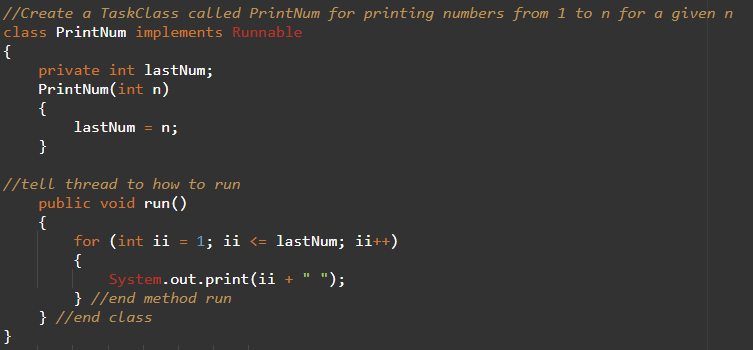 //Create a TaskClass called PrintNum for printing numbers from 1 to n for a given n
class PrintNum implements Runnable
{
    private int lastNum;
    PrintNum(int n)
    {
        lastNum = n;
    }

//tell thread to how to run
    public void run()
    {
        for (int ii = 1; ii <= lastNum; ii++)
        {
            System.out.print(ii + " ");
        } //end method run
    } //end class
}